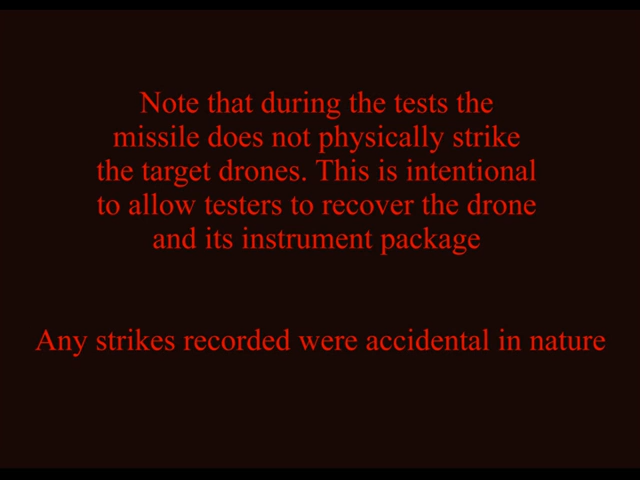 Note that during the tests the
missile does not physically strike
the target drones. This is intentional
to allow testers to recover the drone
and its instrument package
Any strikes recorded were accidental in nature